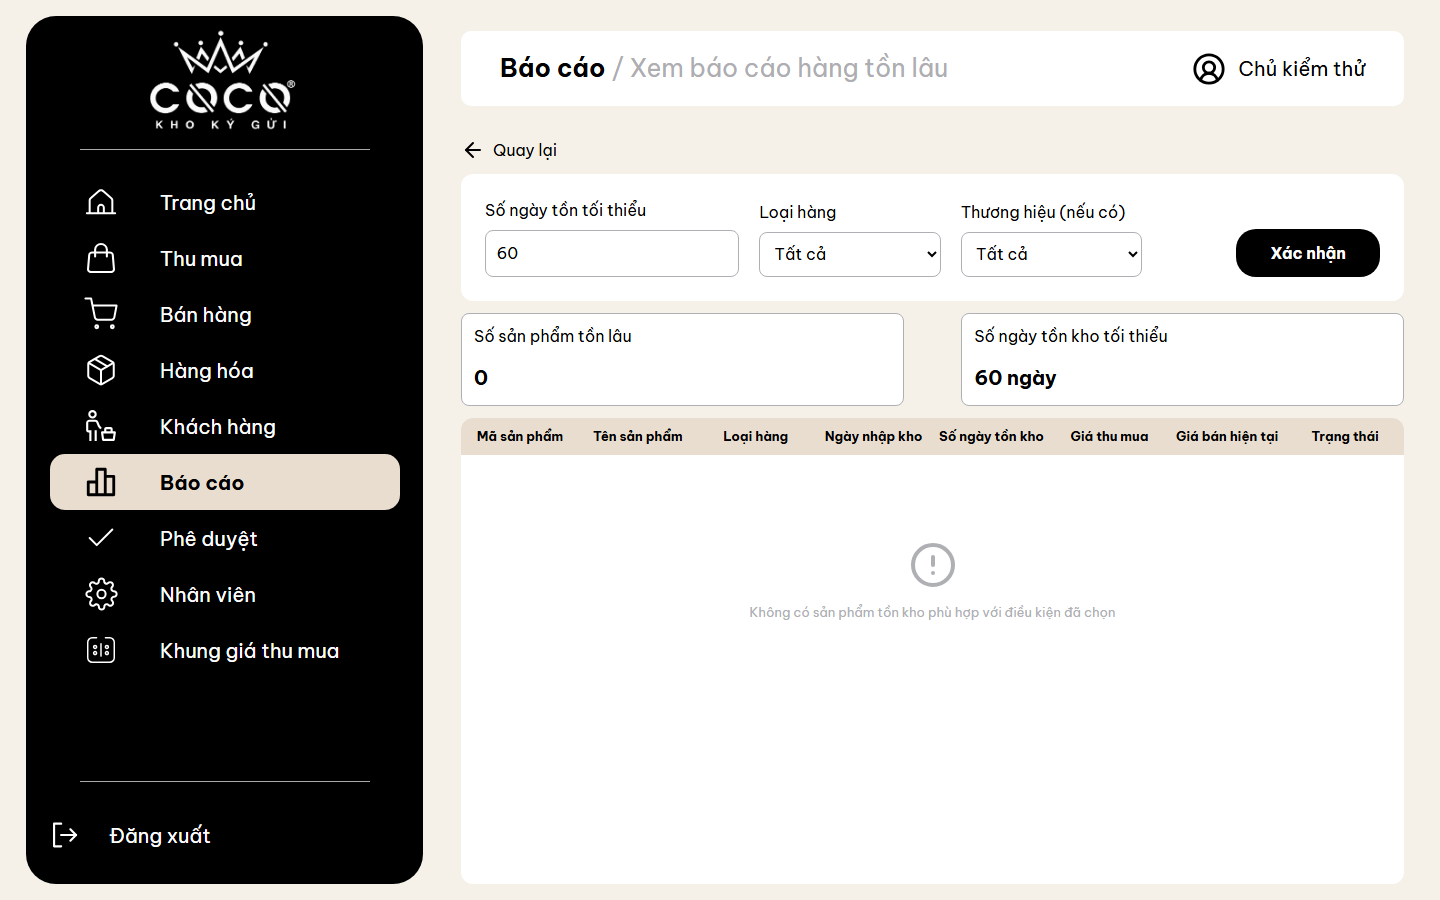 COCO®
KHO KÝ GỬI
Trang chủ
Thu mua
Bán hàng
Hàng hóa
Khách hàng
Báo cáo
Phê duyệt
Nhân viên
Khung giá thu mua
Đăng xuất
Báo cáo / Xem báo cáo hàng tồn lâu
Chủ kiểm thử
Quay lại
Số ngày tồn tối thiểu
Loại hàng
Thương hiệu (nếu có)
60
Tất cả
Tất cả
Xác nhận
Số sản phẩm tồn lâu
0
Số ngày tồn kho tối thiểu
60 ngày
Mã sản phẩm Tên sản phẩm Loại hàng Ngày nhập kho Số ngày tồn kho Giá thu mua Giá bán hiện tại Trạng thái
Không có sản phẩm tồn kho phù hợp với điều kiện đã chọn